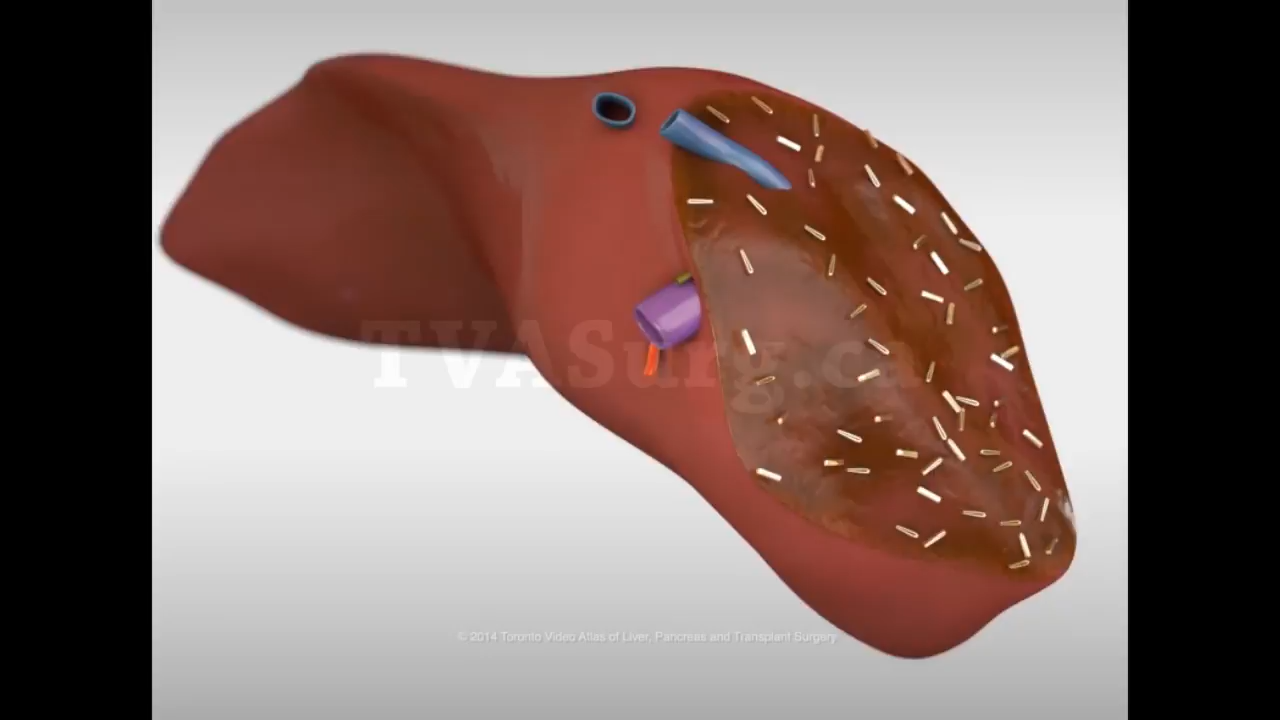 TVASurg.ca
© 2014 Toronto Video Atlas of Liver, Pancreas and Transplant Surgery